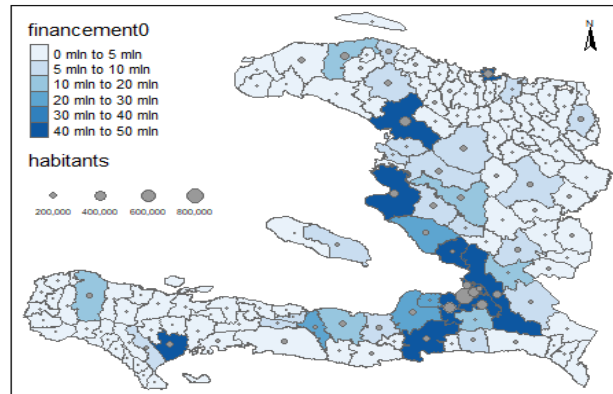 financement0
0 mln to 5 mln
5 mln to 10 mln
10 mln to 20 mln
20 mln to 30 mln
30 mln to 40 mln
40 mln to 50 mln
habitants
200,000 400,000 600,000 800,000
N